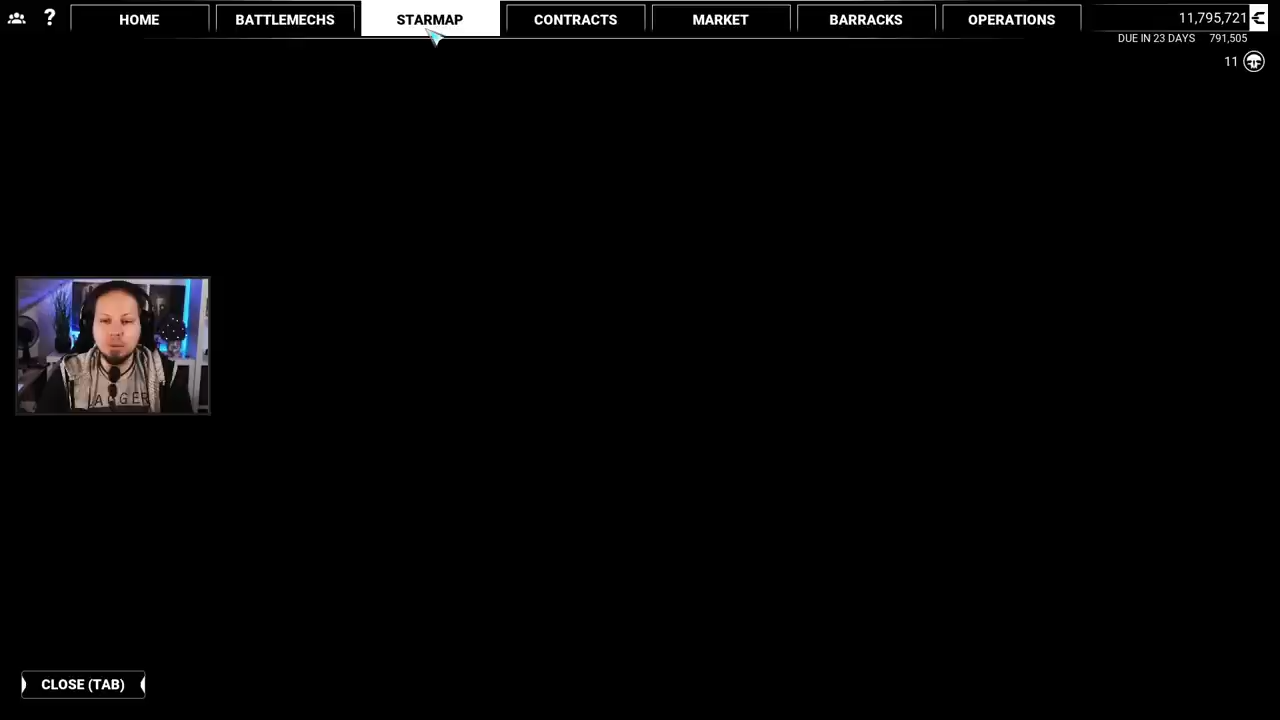 ? HOME BATTLEMECHS STARMAP CONTRACTS MARKET BARRACKS OPERATIONS 11,795,721
DUE IN 23 DAYS 791,505
11
LAGGER
CLOSE (TAB)